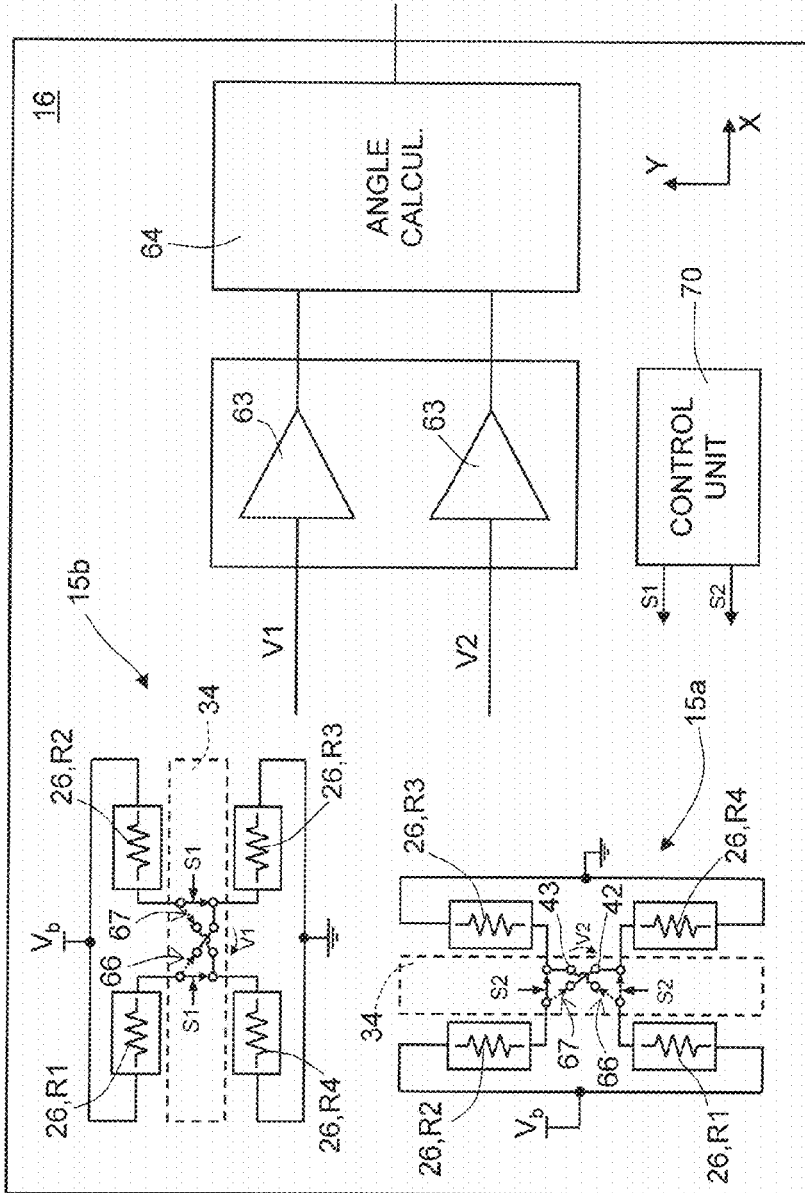 16
15b
V_b
26,R1
26,R2
67
66
S1
S1
V1
34
26,R4
26,R3
V1
V2
63
63
64
ANGLE
CALCUL.
Y
X
34
26,R2
26,R3
S2
43
V2
67
66
42
S2
V_b
26,R1
26,R4
15a
S1
S2
CONTROL
UNIT
70